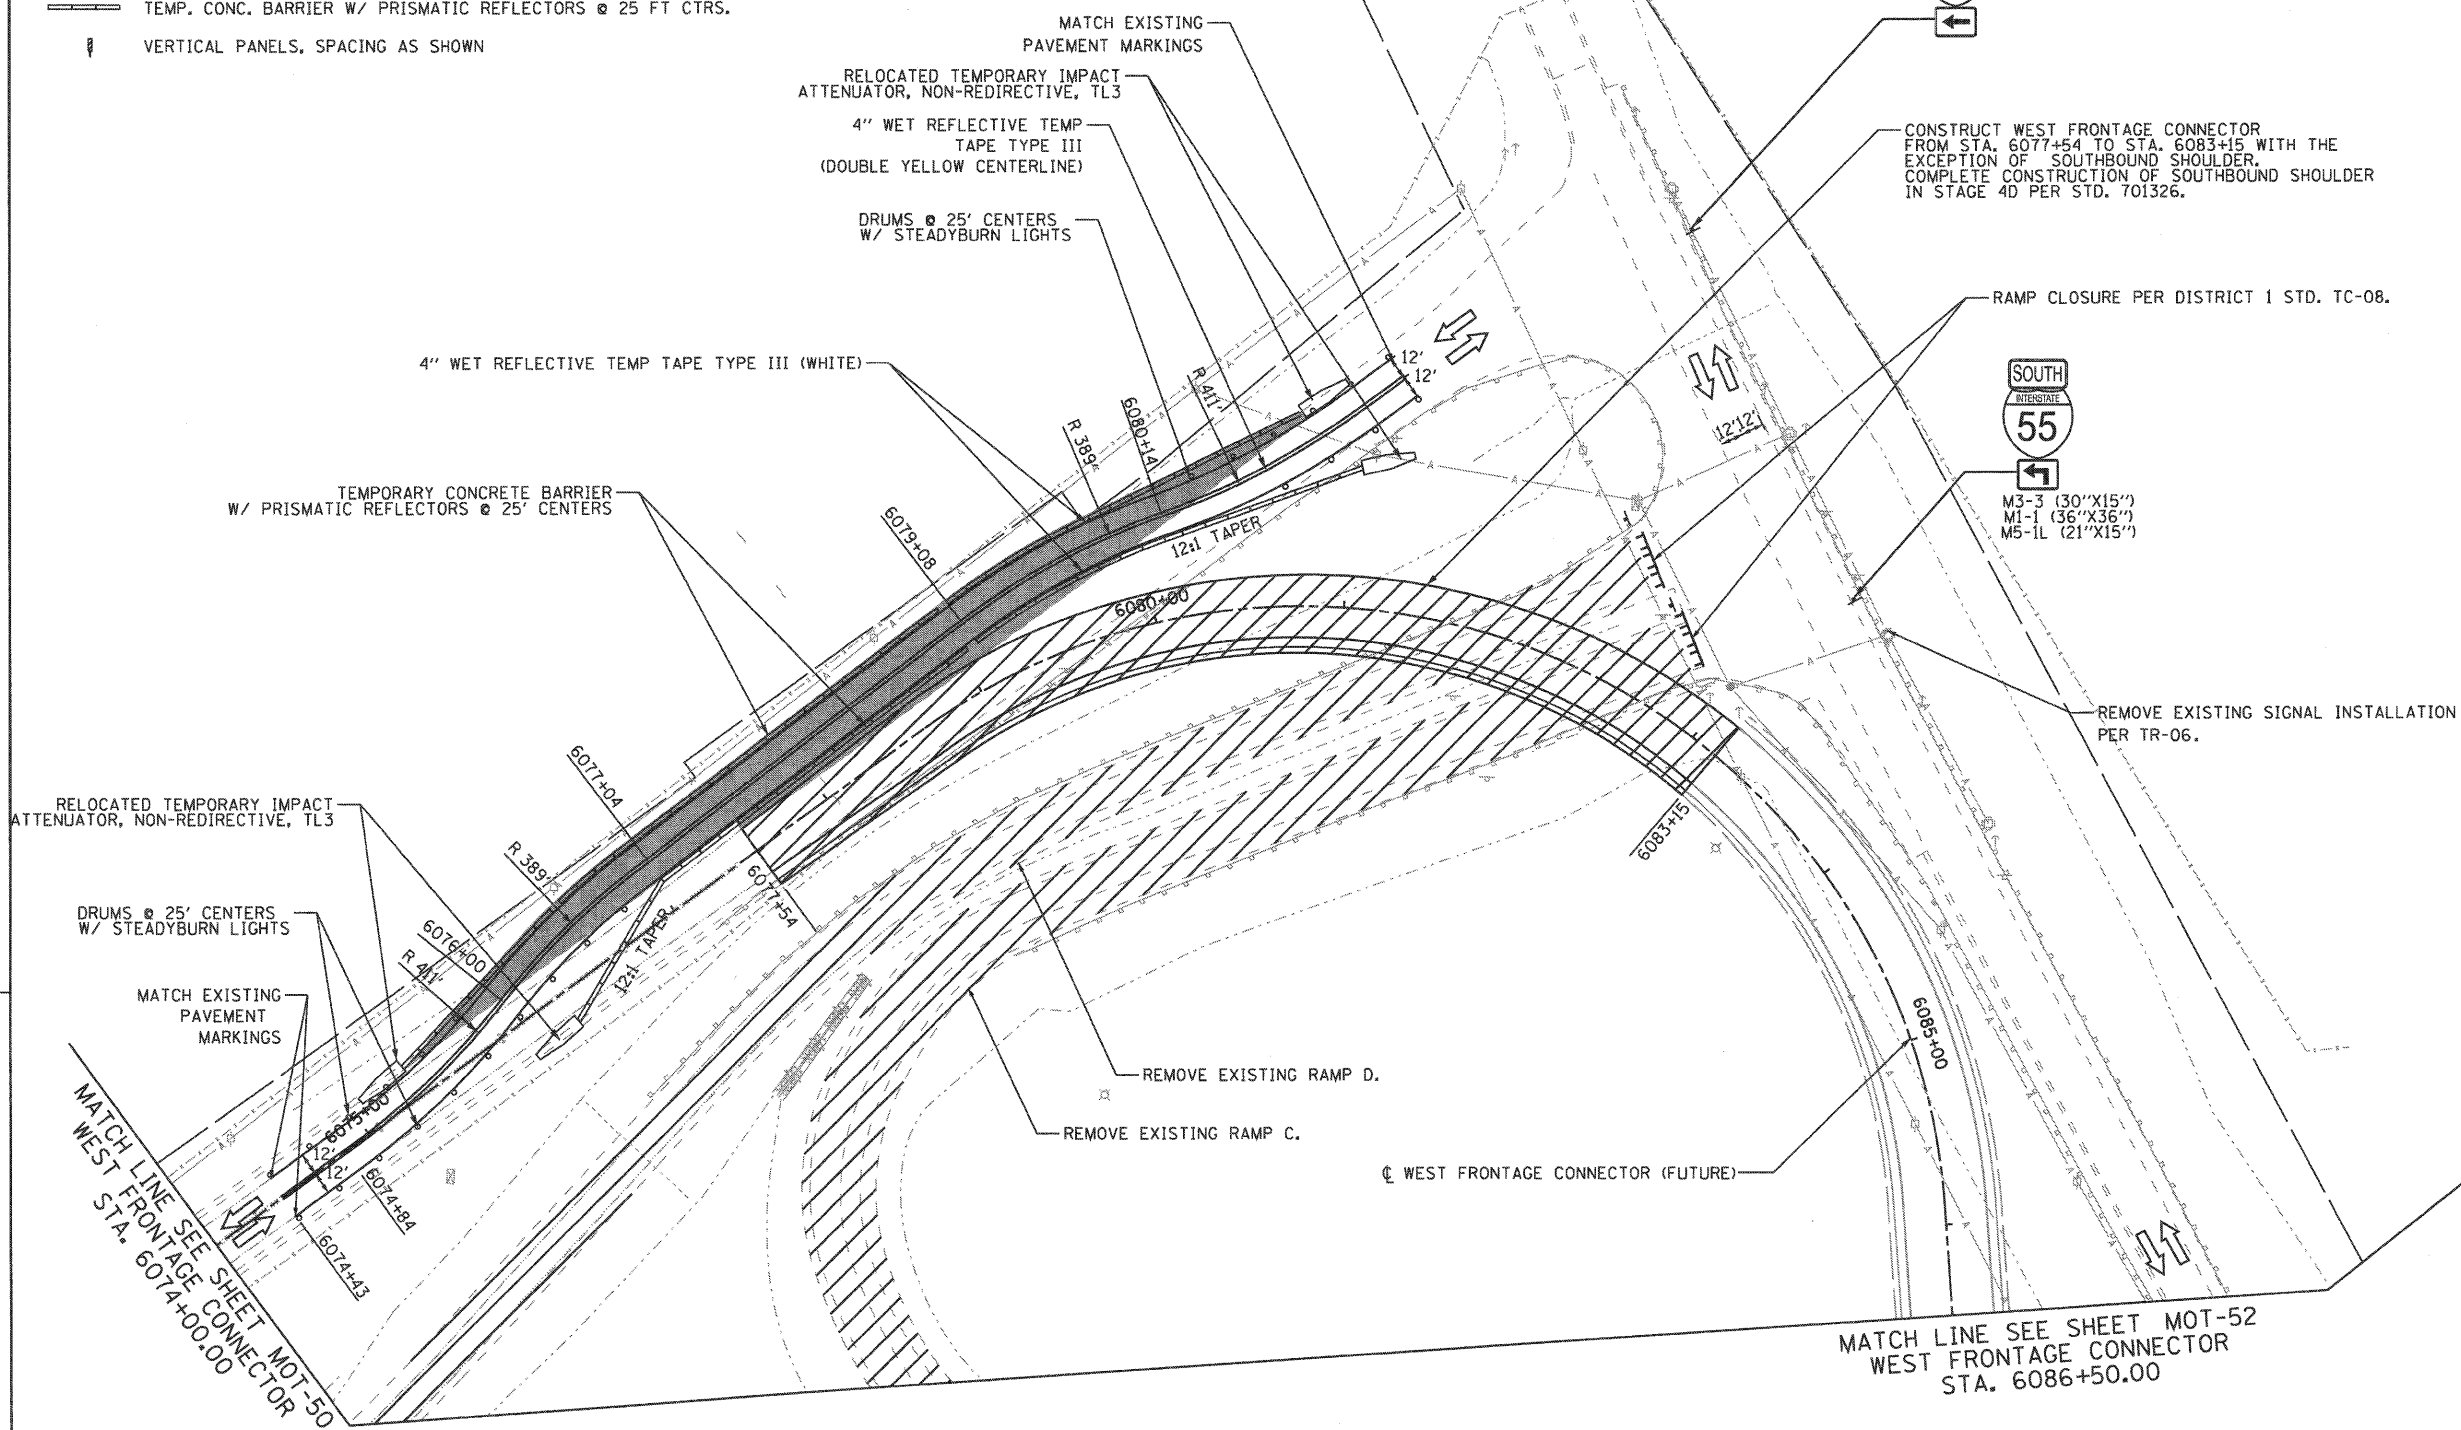 TEMP. CONC. BARRIER W/ PRISMATIC REFLECTORS @ 25 FT CTRS.
VERTICAL PANELS, SPACING AS SHOWN
MATCH EXISTING
PAVEMENT MARKINGS
RELOCATED TEMPORARY IMPACT
ATTENUATOR, NON-REDIRECTIVE, TL3
4" WET REFLECTIVE TEMP
TAPE TYPE III
(DOUBLE YELLOW CENTERLINE)
DRUMS @ 25' CENTERS
W/ STEADYBURN LIGHTS
CONSTRUCT WEST FRONTAGE CONNECTOR
FROM STA. 6077+54 TO STA. 6083+15 WITH THE
EXCEPTION OF SOUTHBOUND SHOULDER.
COMPLETE CONSTRUCTION OF SOUTHBOUND SHOULDER
IN STAGE 4D PER STD. 701326.
RAMP CLOSURE PER DISTRICT 1 STD. TC-08.
4" WET REFLECTIVE TEMP TAPE TYPE III (WHITE)
12'
12'
R 411'
6080+14
R 389'
12'12'
SOUTH
INTERSTATE
55
M3-3 (30"X15")
M1-1 (36"X36")
M5-1L (21"X15")
TEMPORARY CONCRETE BARRIER
W/ PRISMATIC REFLECTORS @ 25' CENTERS
6079+08
12:1 TAPER
6080+00
REMOVE EXISTING SIGNAL INSTALLATION
PER TR-06.
6077+04
RELOCATED TEMPORARY IMPACT
ATTENUATOR, NON-REDIRECTIVE, TL3
6083+15
R 389'
6077+54
DRUMS @ 25' CENTERS
W/ STEADYBURN LIGHTS
6076+00
R 411'
12:1 TAPER
MATCH EXISTING
PAVEMENT
MARKINGS
6085+00
REMOVE EXISTING RAMP D.
REMOVE EXISTING RAMP C.
6075+00
12'
12'
6074+84
6074+43
℄ WEST FRONTAGE CONNECTOR (FUTURE)
MATCH LINE SEE SHEET MOT-50
WEST FRONTAGE CONNECTOR
STA. 6074+00.00
MATCH LINE SEE SHEET MOT-52
WEST FRONTAGE CONNECTOR
STA. 6086+50.00